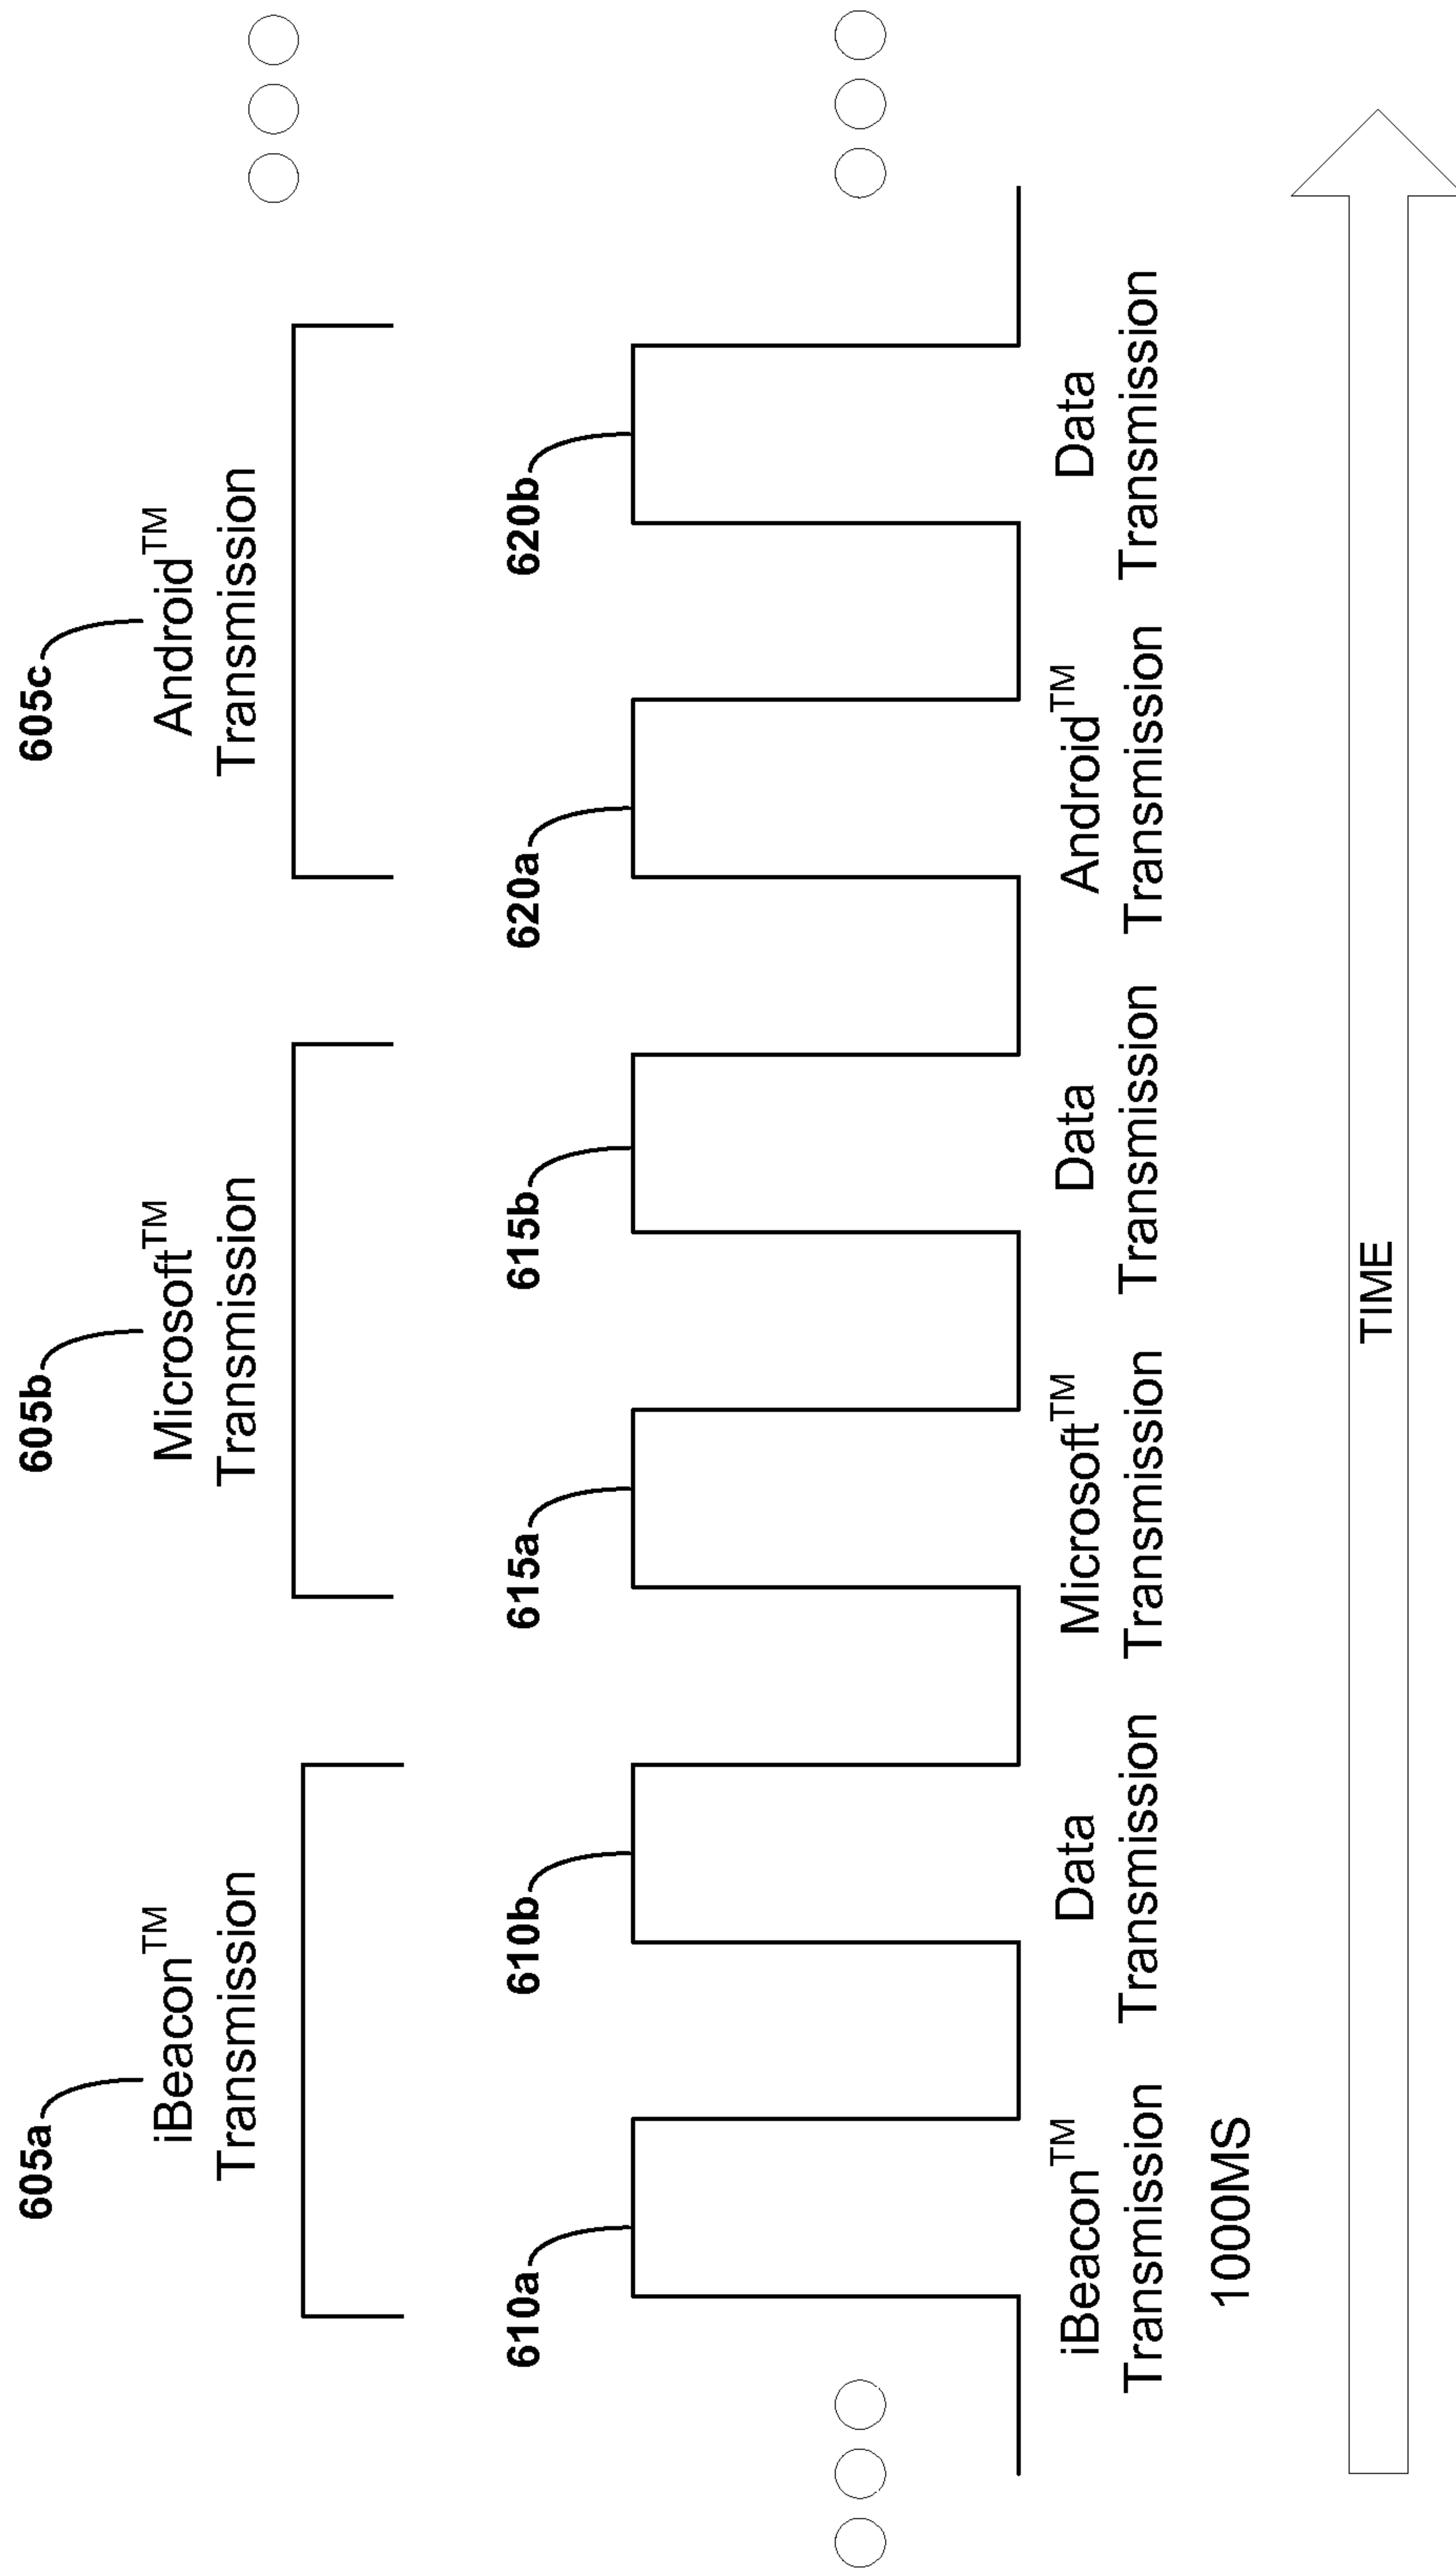 605a
iBeacon™
Transmission
605b
Microsoft™
Transmission
605c
Android™
Transmission
610a
610b
615a
615b
620a
620b
iBeacon™
Transmission
1000MS
Data
Transmission
Microsoft™
Transmission
Data
Transmission
Android™
Transmission
Data
Transmission
TIME